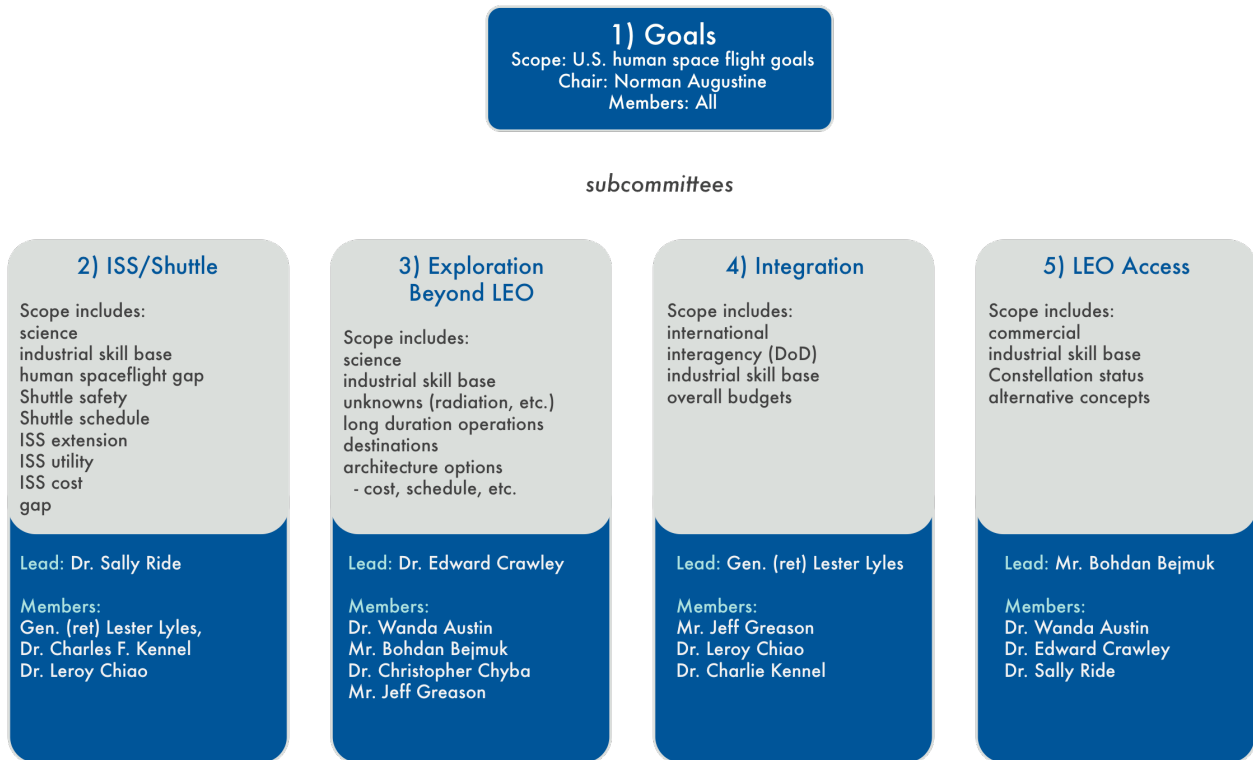 1) Goals
Scope: U.S. human space flight goals
Chair: Norman Augustine
Members: All
subcommittees
2) ISS/Shuttle
Scope includes:
science
industrial skill base
human spaceflight gap
Shuttle safety
Shuttle schedule
ISS extension
ISS utility
ISS cost
gap
Lead: Dr. Sally Ride
Members:
Gen. (ret) Lester Lyles,
Dr. Charles F. Kennel
Dr. Leroy Chiao
3) Exploration
Beyond LEO
Scope includes:
science
industrial skill base
unknowns (radiation, etc.)
long duration operations
destinations
architecture options
- cost, schedule, etc.
Lead: Dr. Edward Crawley
Members:
Dr. Wanda Austin
Mr. Bohdan Bejmuk
Dr. Christopher Chyba
Mr. Jeff Greason
4) Integration
Scope includes:
international
interagency (DoD)
industrial skill base
overall budgets
Lead: Gen. (ret) Lester Lyles
Members:
Mr. Jeff Greason
Dr. Leroy Chiao
Dr. Charlie Kennel
5) LEO Access
Scope includes:
commercial
industrial skill base
Constellation status
alternative concepts
Lead: Mr. Bohdan Bejmuk
Members:
Dr. Wanda Austin
Dr. Edward Crawley
Dr. Sally Ride